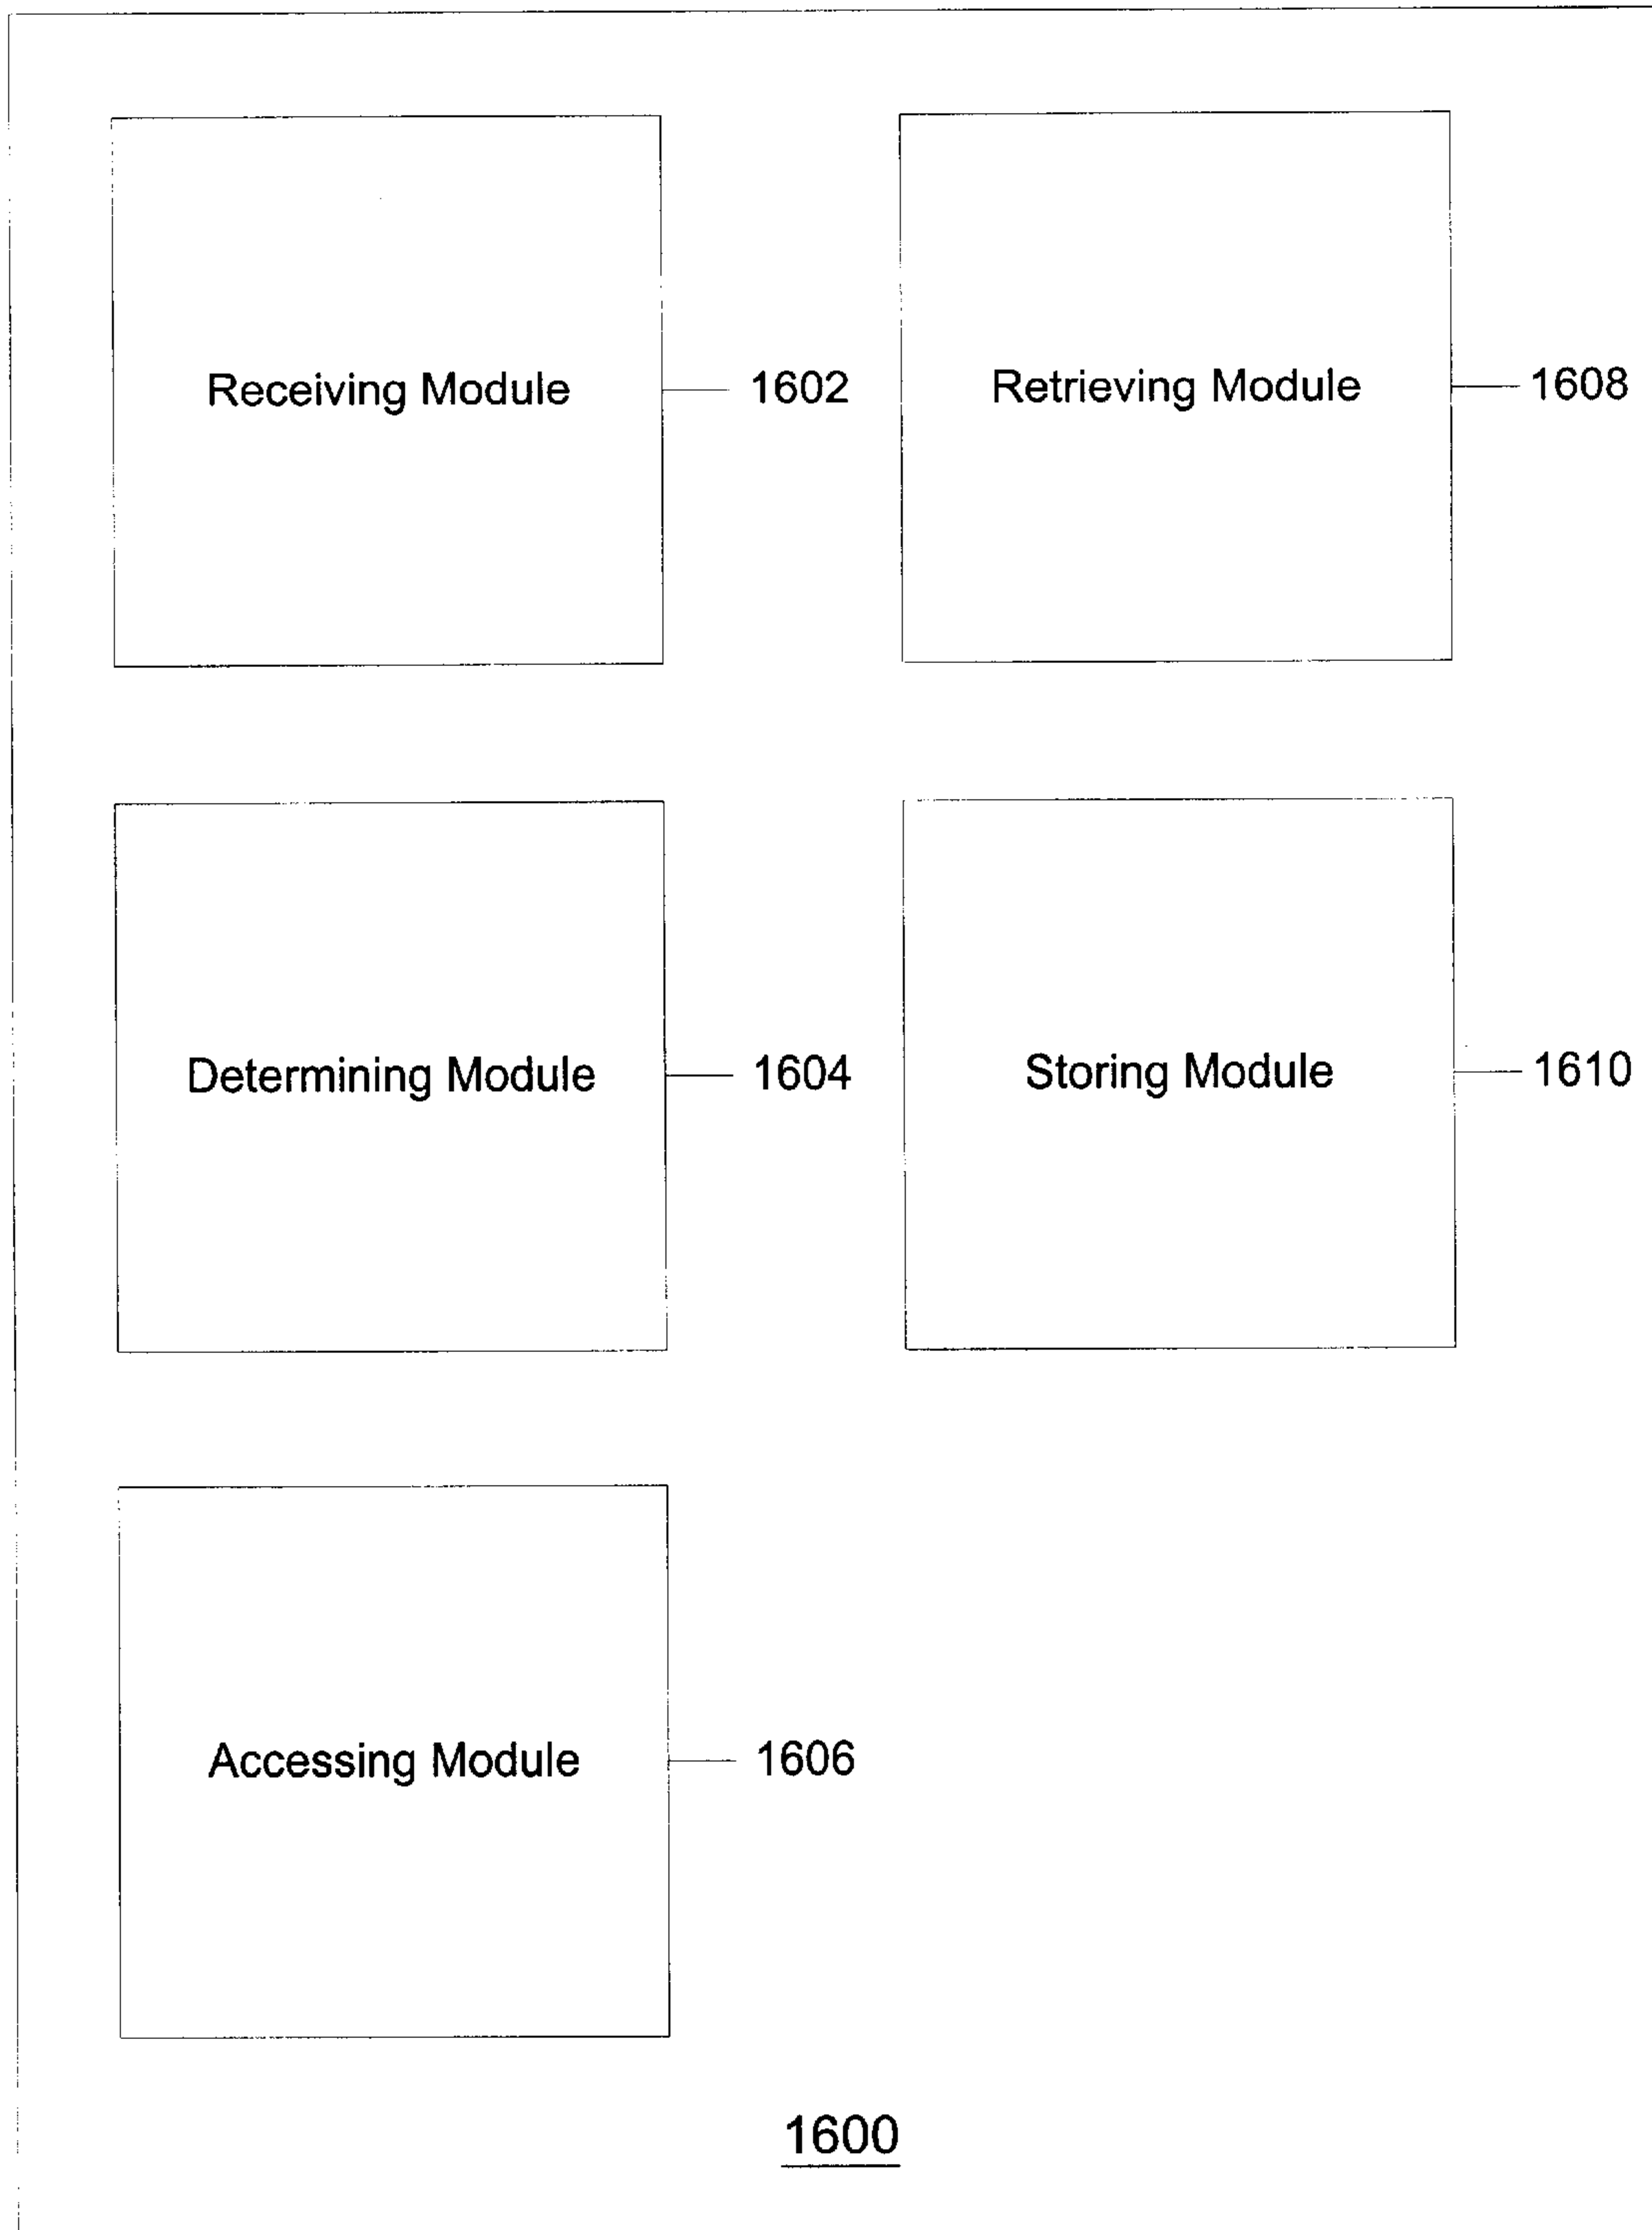 Receiving Module 1602
Retrieving Module 1608
Determining Module 1604
Storing Module 1610
Accessing Module 1606
1600